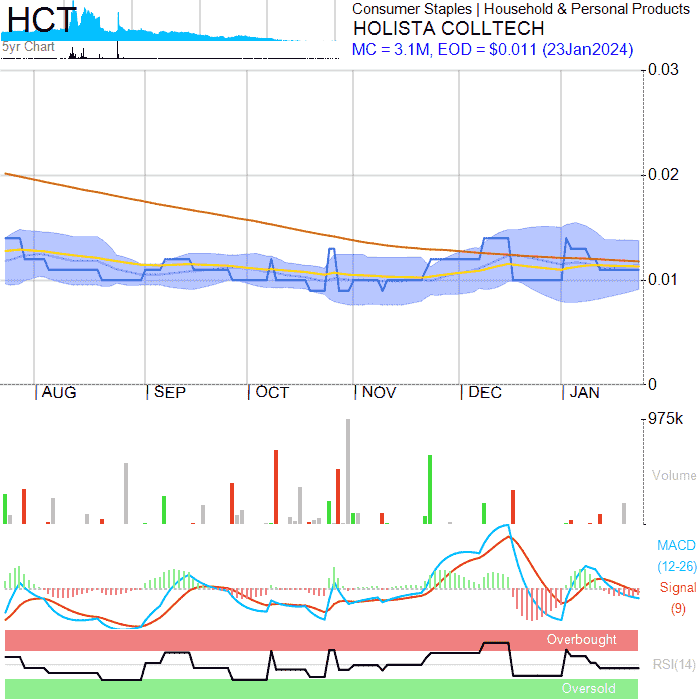 HCT
5yr Chart
Consumer Staples | Household & Personal Products
HOLISTA COLLTECH
MC = 3.1M, EOD = $0.011 (23Jan2024)
0.03
0.02
0.01
0
AUG SEP OCT NOV DEC JAN
975k
Volume
MACD
(12-26)
Signal
(9)
Overbought
RSI(14)
Oversold